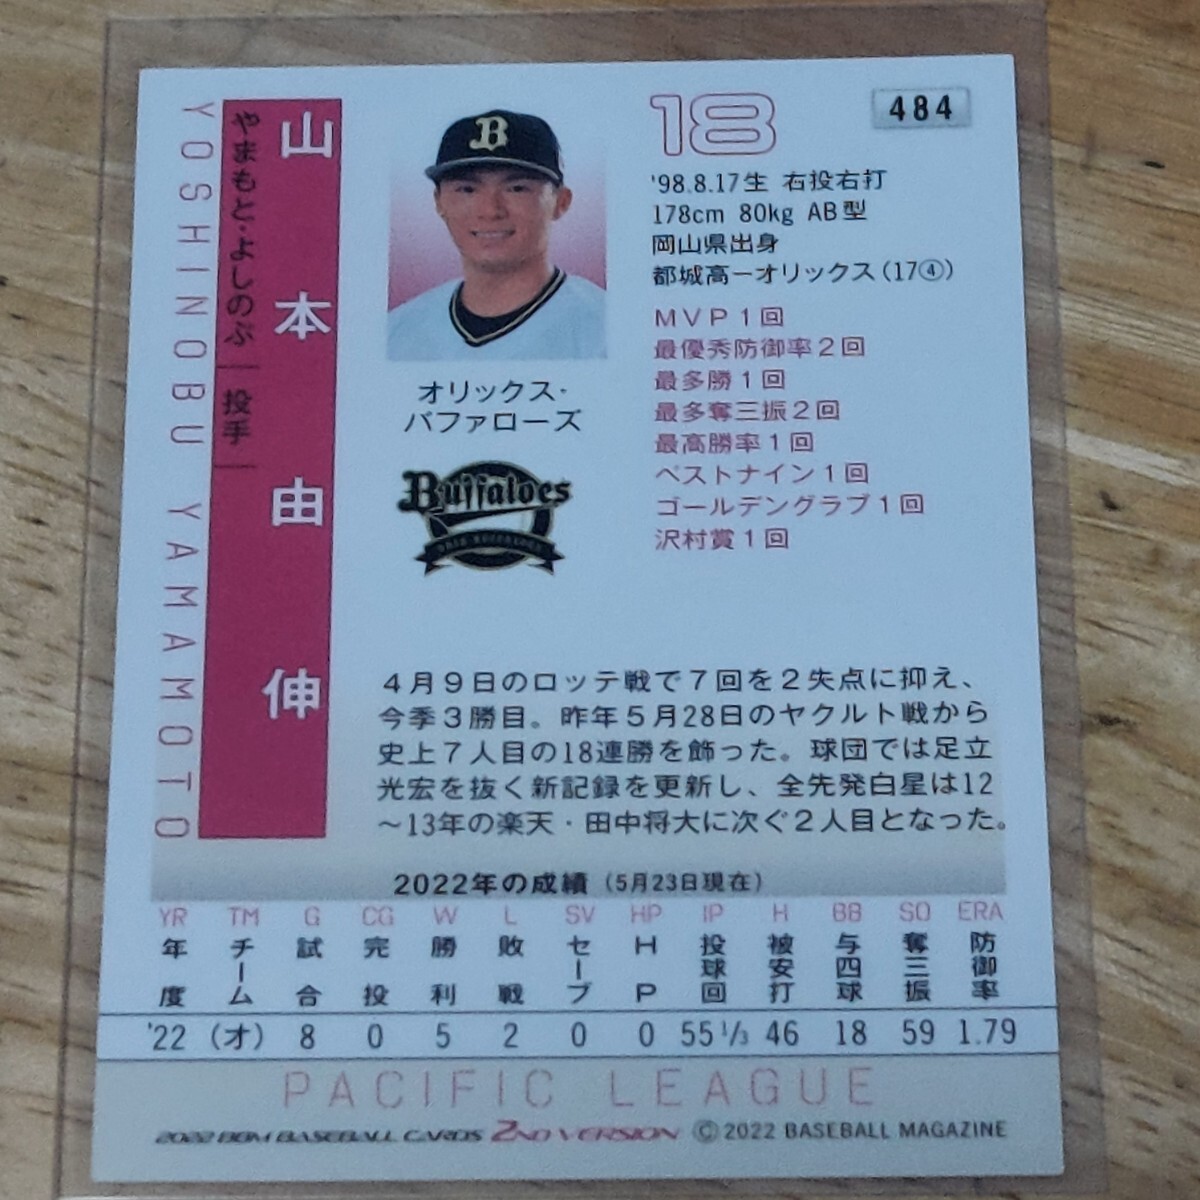 YOSHINOBU YAMAMOTO
やまもと・よしのぶ 投手
山本由伸
B
オリックス・
バファローズ
Buffaloes
18
484
'98.8.17生 右投右打
178cm 80kg AB型
岡山県出身
都城高ーオリックス(17④)
MVP1回
最優秀防御率2回
最多勝1回
最多奪三振2回
最高勝率1回
ベストナイン1回
ゴールデングラブ1回
沢村賞1回
4月9日のロッテ戦で7回を2失点に抑え、
今季3勝目。昨年5月28日のヤクルト戦から
史上7人目の18連勝を飾った。球団では足立
光宏を抜く新記録を更新し、全先発白星は12
～13年の楽天・田中将大に次ぐ2人目となった。
2022年の成績 (5月23日現在)
YR TM G CG W L SV HP IP H BB SO ERA
年度 チーム 試合 完投 勝利 敗戦 セーブ HP 投球回 被安打 与四球 奪三振 防御率
'22 (オ) 8 0 5 2 0 0 55 1/3 46 18 59 1.79
PACIFIC LEAGUE
2022 BBM BASEBALL CARDS 2ND VERSION ©2022 BASEBALL MAGAZINE